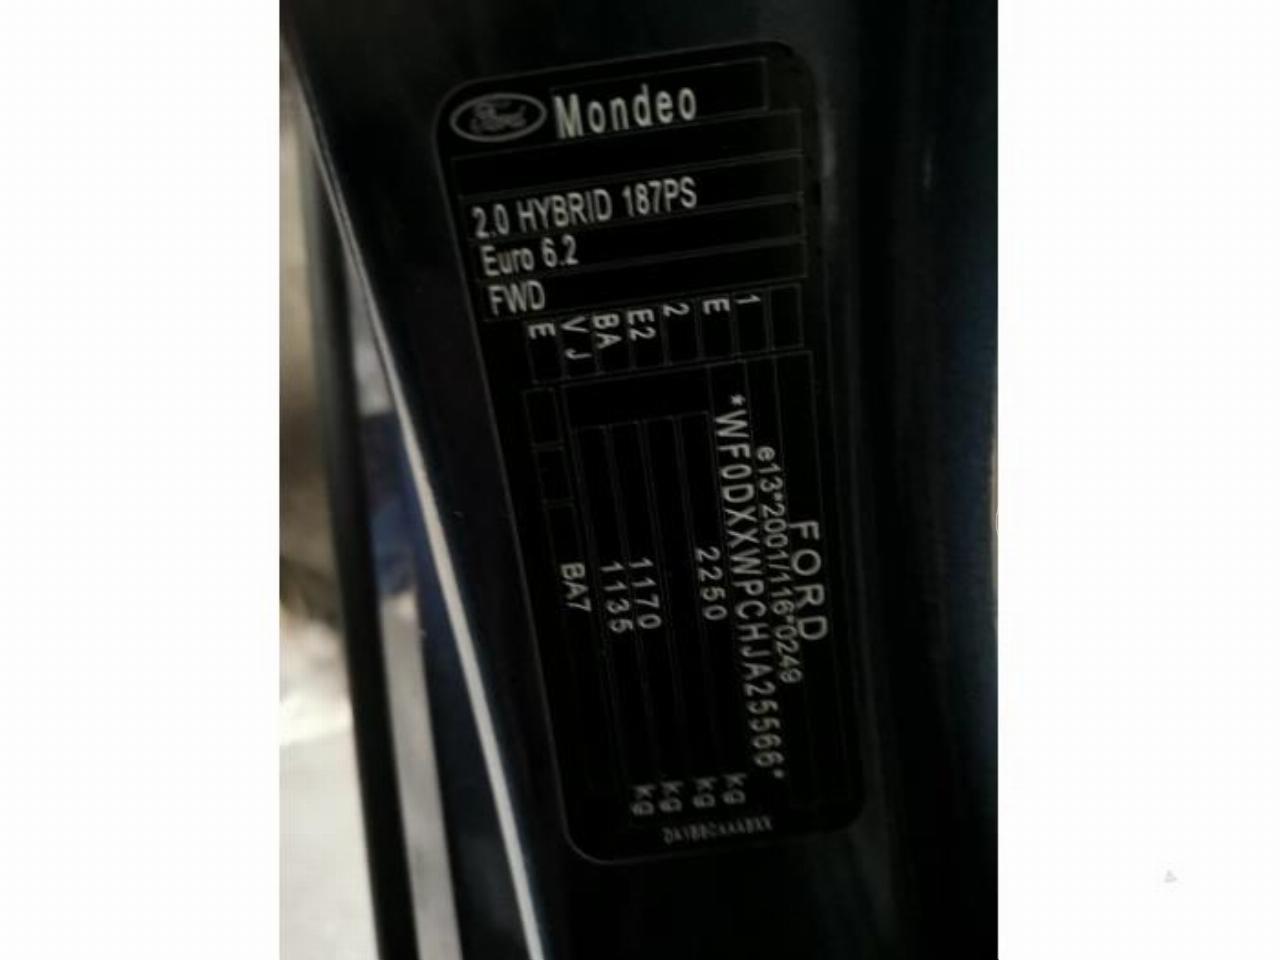 Ford
Mondeo
2.0 HYBRID 187PS
Euro 6.2
FWD
1
E
2
E2
BA
VJ
E
FORD
e13*2001/116*0249
*WF0DXXWPCHJA25566*
2250 kg
kg
1170 kg
1135 kg
BA7